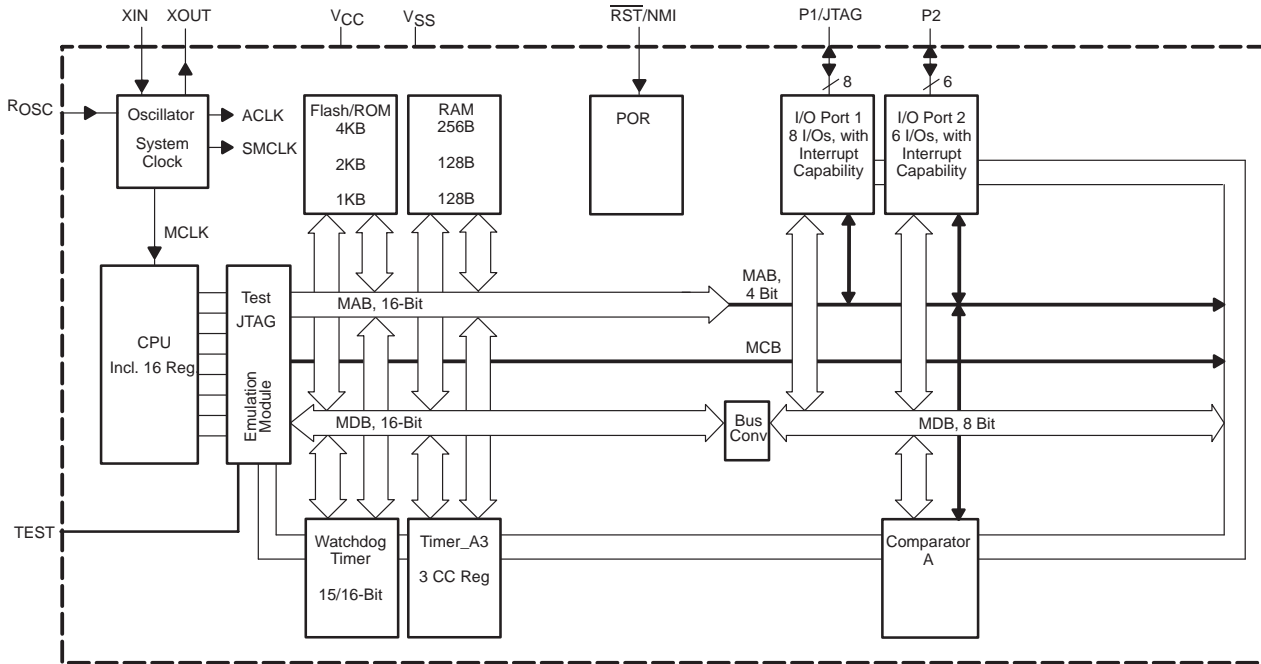 XIN
XOUT
VCC
VSS
RST/NMI
P1/JTAG
P2
8
6
ROSC
Oscillator
System
Clock
ACLK
SMCLK
Flash/ROM
4KB
2KB
1KB
RAM
256B
128B
128B
POR
I/O Port 1
8 I/Os, with
Interrupt
Capability
I/O Port 2
6 I/Os, with
Interrupt
Capability
MCLK
CPU
Incl. 16 Reg.
Test
JTAG
Emulation
Module
MAB, 16-Bit
MAB,
4 Bit
MCB
MDB, 16-Bit
Bus
Conv
MDB, 8 Bit
TEST
Watchdog
Timer
15/16-Bit
Timer_A3
3 CC Reg
Comparator
A